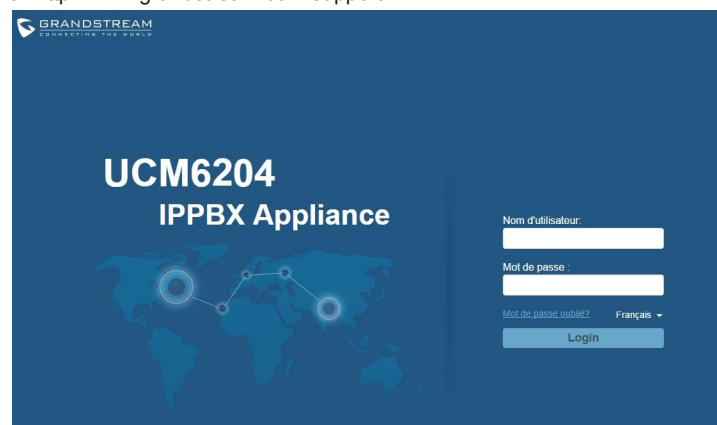 GRANDSTREAM
CONNECTING THE WORLD
UCM6204
IPPBX Appliance
Nom d'utilisateur:
Mot de passe :
Mot de passe oublié?
Français
Login